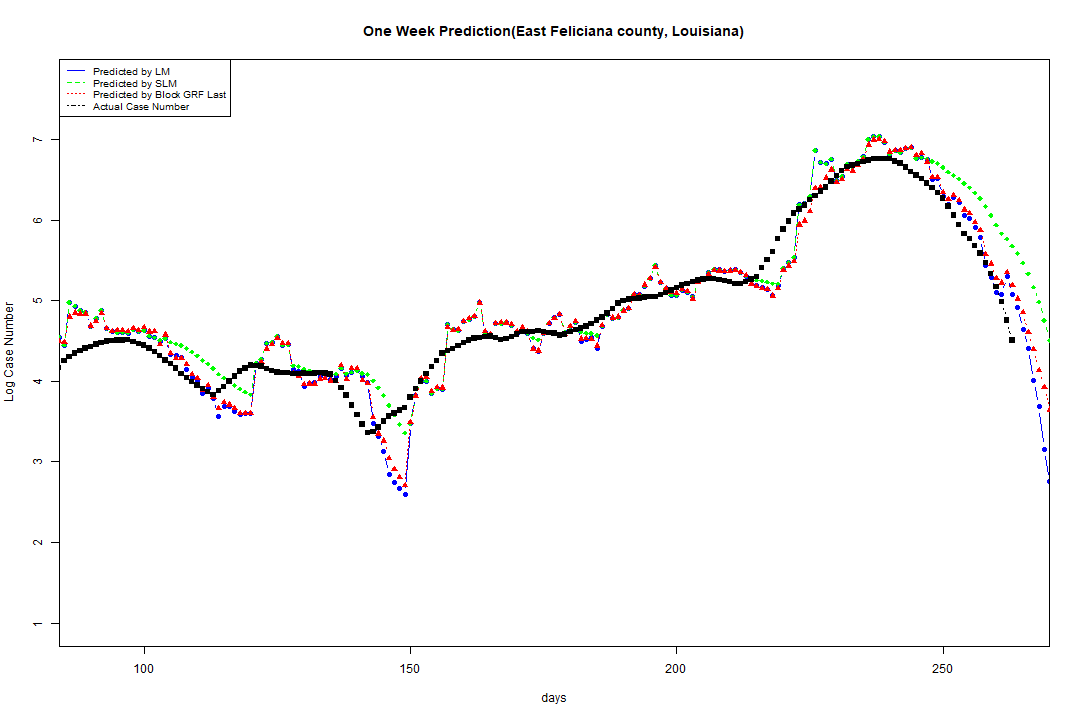 One Week Prediction(East Feliciana county, Louisiana)
Predicted by LM
Predicted by SLM
Predicted by Block GRF Last
Actual Case Number
7
6
5
4
3
2
1
Log Case Number
100 150 200 250
days